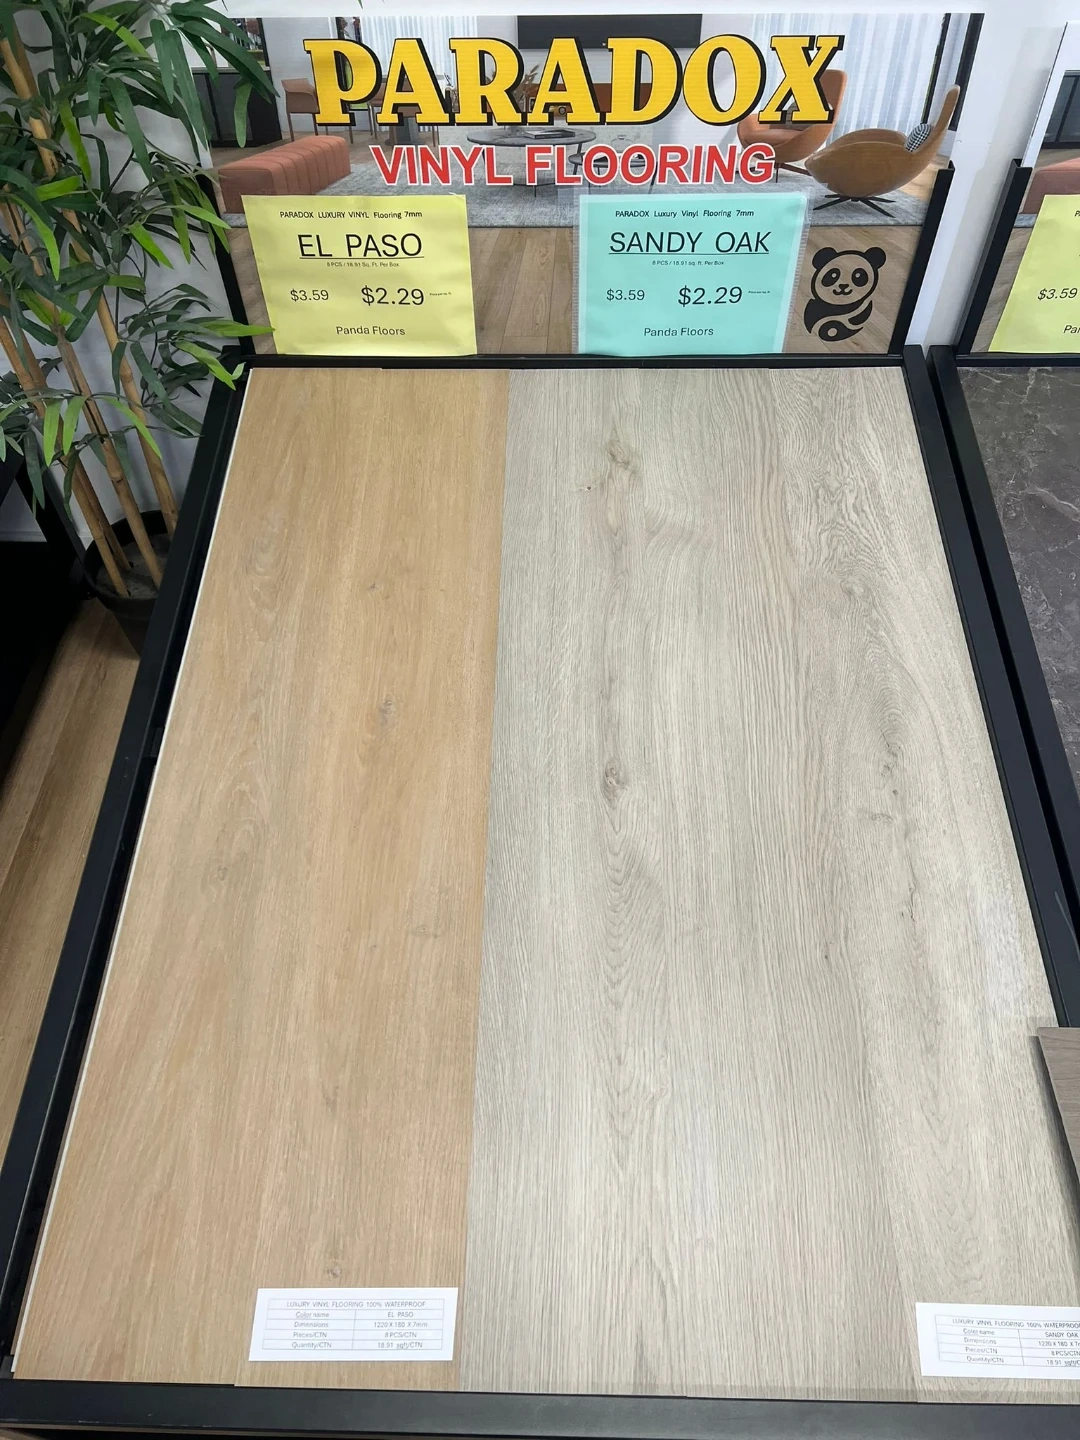 PARADOX
VINYL FLOORING
PARADOX LUXURY VINYL Flooring 7mm
EL PASO
8 PCS / 18.91 Sq. Ft. Per Box
$3.59 $2.29
Panda Floors
PARADOX Luxury Vinyl Flooring 7mm
SANDY OAK
8 PCS / 18.91 sq. ft. Per Box
$3.59 $2.29
Panda Floors
$3.59
LUXURY VINYL FLOORING 100% WATERPROOF
Color name EL PASO
Dimensions 1220 X 180 X 7mm
Pieces/CTN 8 PCS/CTN
Quantity/CTN 18.91 sqft/CTN
LUXURY VINYL FLOORING 100% WATERPROOF
Color name SANDY OAK
Dimensions 1220 X 180 X
Pieces/CTN 8 PCS/CTN
Quantity/CTN 18.91